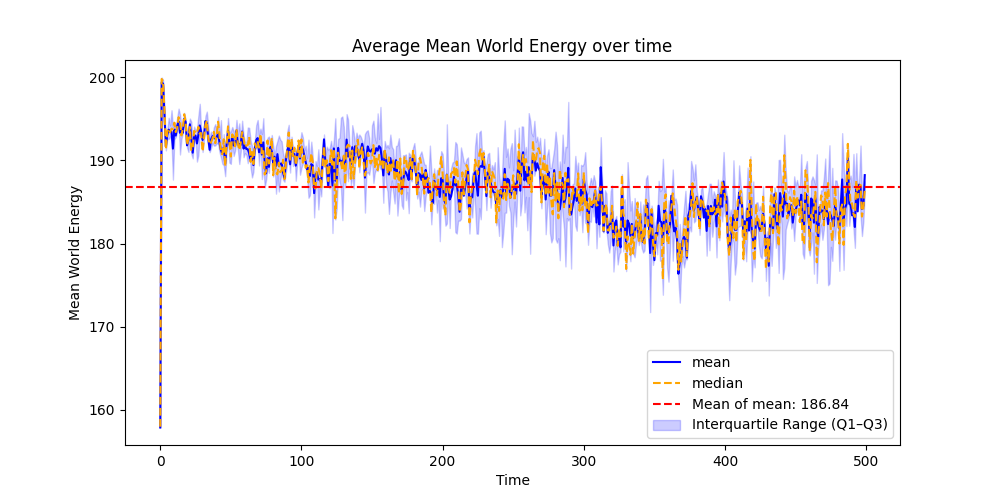 Average Mean World Energy over time
Mean World Energy
200
190
180
170
160
0
100
200
300
400
500
Time
mean
median
Mean of mean: 186.84
Interquartile Range (Q1–Q3)